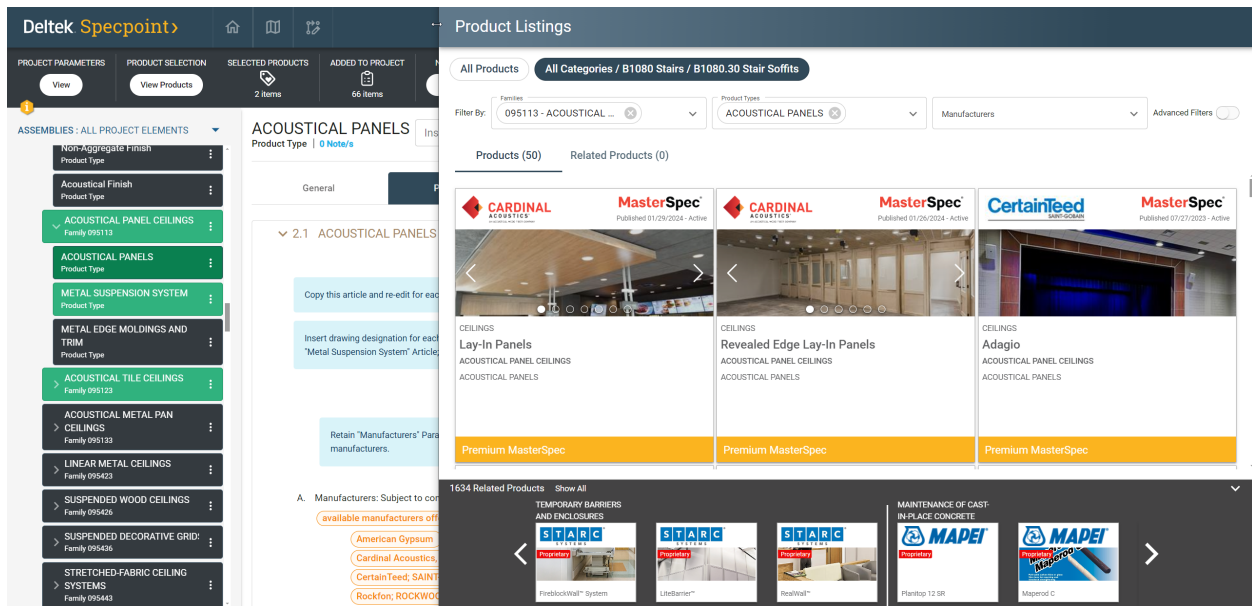 Deltek Specpoint
Product Listings
PROJECT PARAMETERS
View
PRODUCT SELECTION
View Products
SELECTED PRODUCTS
2 items
ADDED TO PROJECT
66 items
N
ASSEMBLIES : ALL PROJECT ELEMENTS
Non-Aggregate Finish
Product Type
Acoustical Finish
Product Type
ACOUSTICAL PANEL CEILINGS
Family 095113
ACOUSTICAL PANELS
Product Type
METAL SUSPENSION SYSTEM
Product Type
METAL EDGE MOLDINGS AND
TRIM
Product Type
ACOUSTICAL TILE CEILINGS
Family 095123
ACOUSTICAL METAL PAN
CEILINGS
Family 095133
LINEAR METAL CEILINGS
Family 095423
SUSPENDED WOOD CEILINGS
Family 095426
SUSPENDED DECORATIVE GRID
Family 095436
STRETCHED-FABRIC CEILING
SYSTEMS
Family 095443
ACOUSTICAL PANELS
Ins
Product Type | 0 Note/s
General
P
2.1 ACOUSTICAL PANELS
Copy this article and re-edit for eac
Insert drawing designation for each
"Metal Suspension System" Article;
Retain "Manufacturers" Para
manufacturers.
A. Manufacturers: Subject to con
available manufacturers off
American Gypsum
Cardinal Acoustics,
CertainTeed; SAINT
Rockfon; ROCKWOO
All Products
All Categories / B1080 Stairs / B1080.30 Stair Soffits
Filter By:
Families
095113 - ACOUSTICAL ...
Product Types
ACOUSTICAL PANELS
Manufacturers
Advanced Filters
Products (50)
Related Products (0)
CARDINAL
ACOUSTICS
MasterSpec
Published 01/29/2024 - Active
CEILINGS
Lay-In Panels
ACOUSTICAL PANEL CEILINGS
ACOUSTICAL PANELS
Premium MasterSpec
CARDINAL
ACOUSTICS
MasterSpec
Published 01/26/2024 - Active
CEILINGS
Revealed Edge Lay-In Panels
ACOUSTICAL PANEL CEILINGS
ACOUSTICAL PANELS
Premium MasterSpec
CertainTeed
SAINT-GOBAIN
MasterSpec
Published 07/27/2023 - Active
CEILINGS
Adagio
ACOUSTICAL PANEL CEILINGS
ACOUSTICAL PANELS
Premium MasterSpec
1634 Related Products Show All
TEMPORARY BARRIERS
AND ENCLOSURES
STARC
SYSTEMS
Proprietary
FireblockWall™ System
STARC
SYSTEMS
Proprietary
LiteBarrier™
STARC
SYSTEMS
Proprietary
RealWall™
MAINTENANCE OF CAST-
IN-PLACE CONCRETE
MAPEI
Proprietary
Planitop 12 SR
MAPEI
Proprietary
Maperod
Maperod C